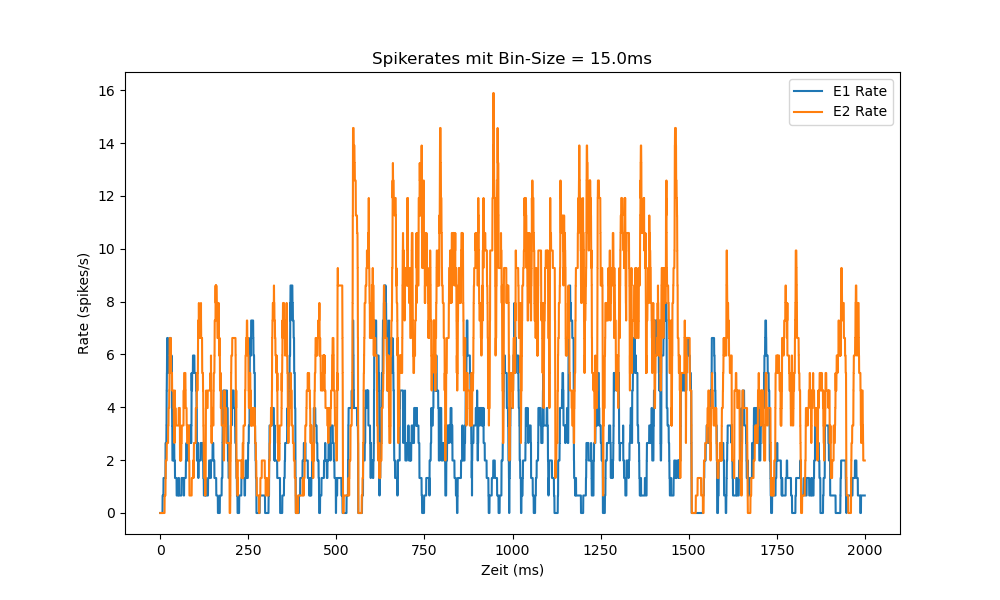 Spikerates mit Bin-Size = 15.0ms
E1 Rate
E2 Rate
16
14
12
10
8
6
4
2
0
Rate (spikes/s)
0 250 500 750 1000 1250 1500 1750 2000
Zeit (ms)